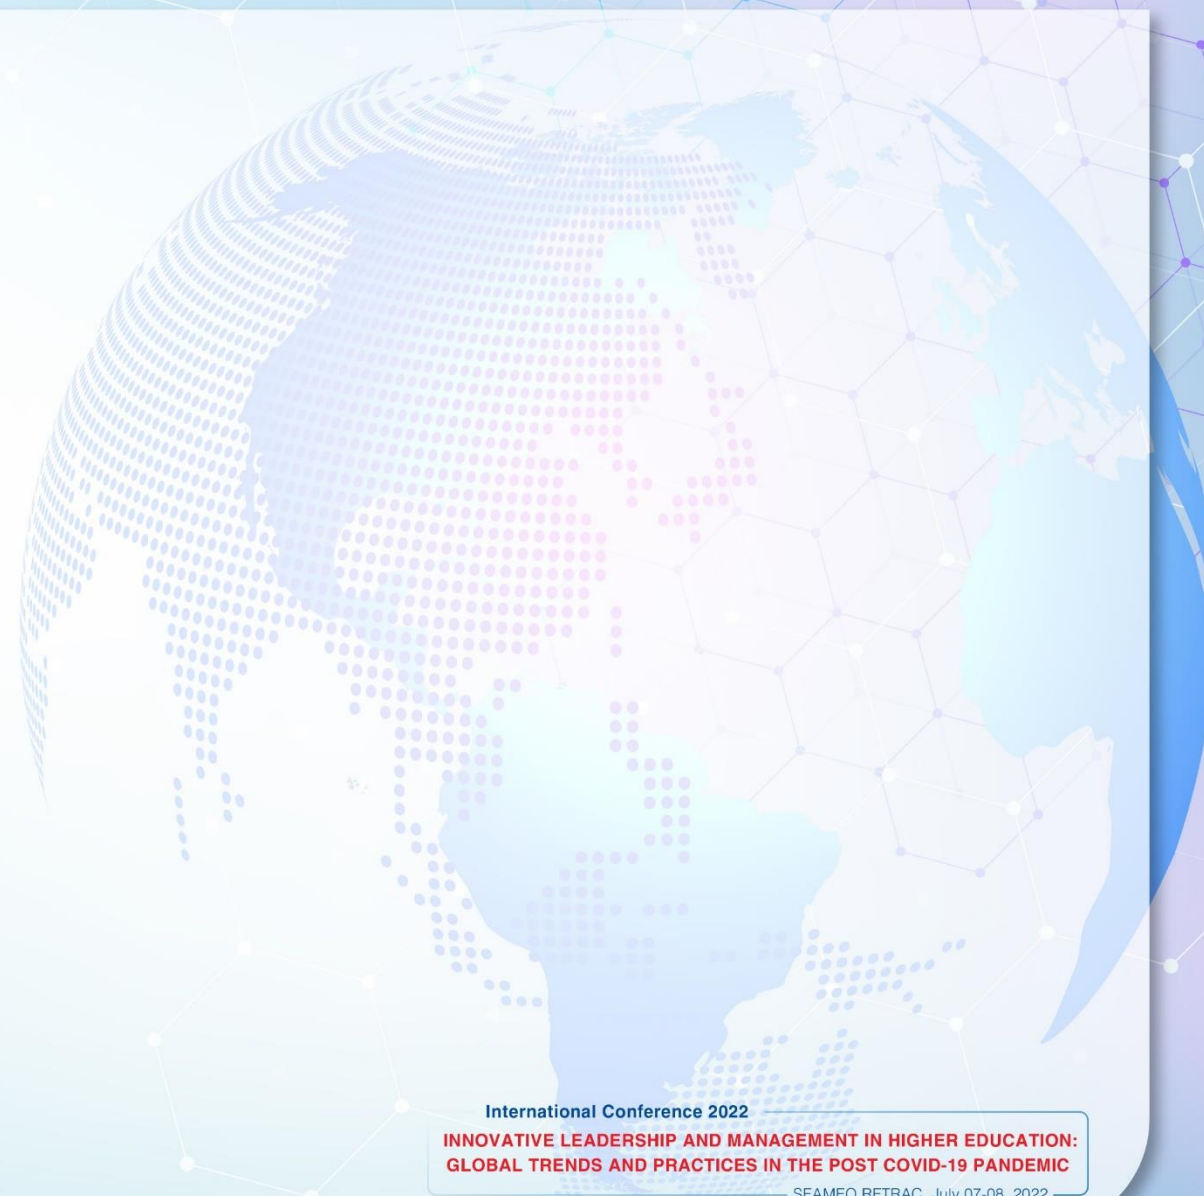 International Conference 2022
INNOVATIVE LEADERSHIP AND MANAGEMENT IN HIGHER EDUCATION:
GLOBAL TRENDS AND PRACTICES IN THE POST COVID-19 PANDEMIC
SEAMEO RETRAC, July 07-08, 2022